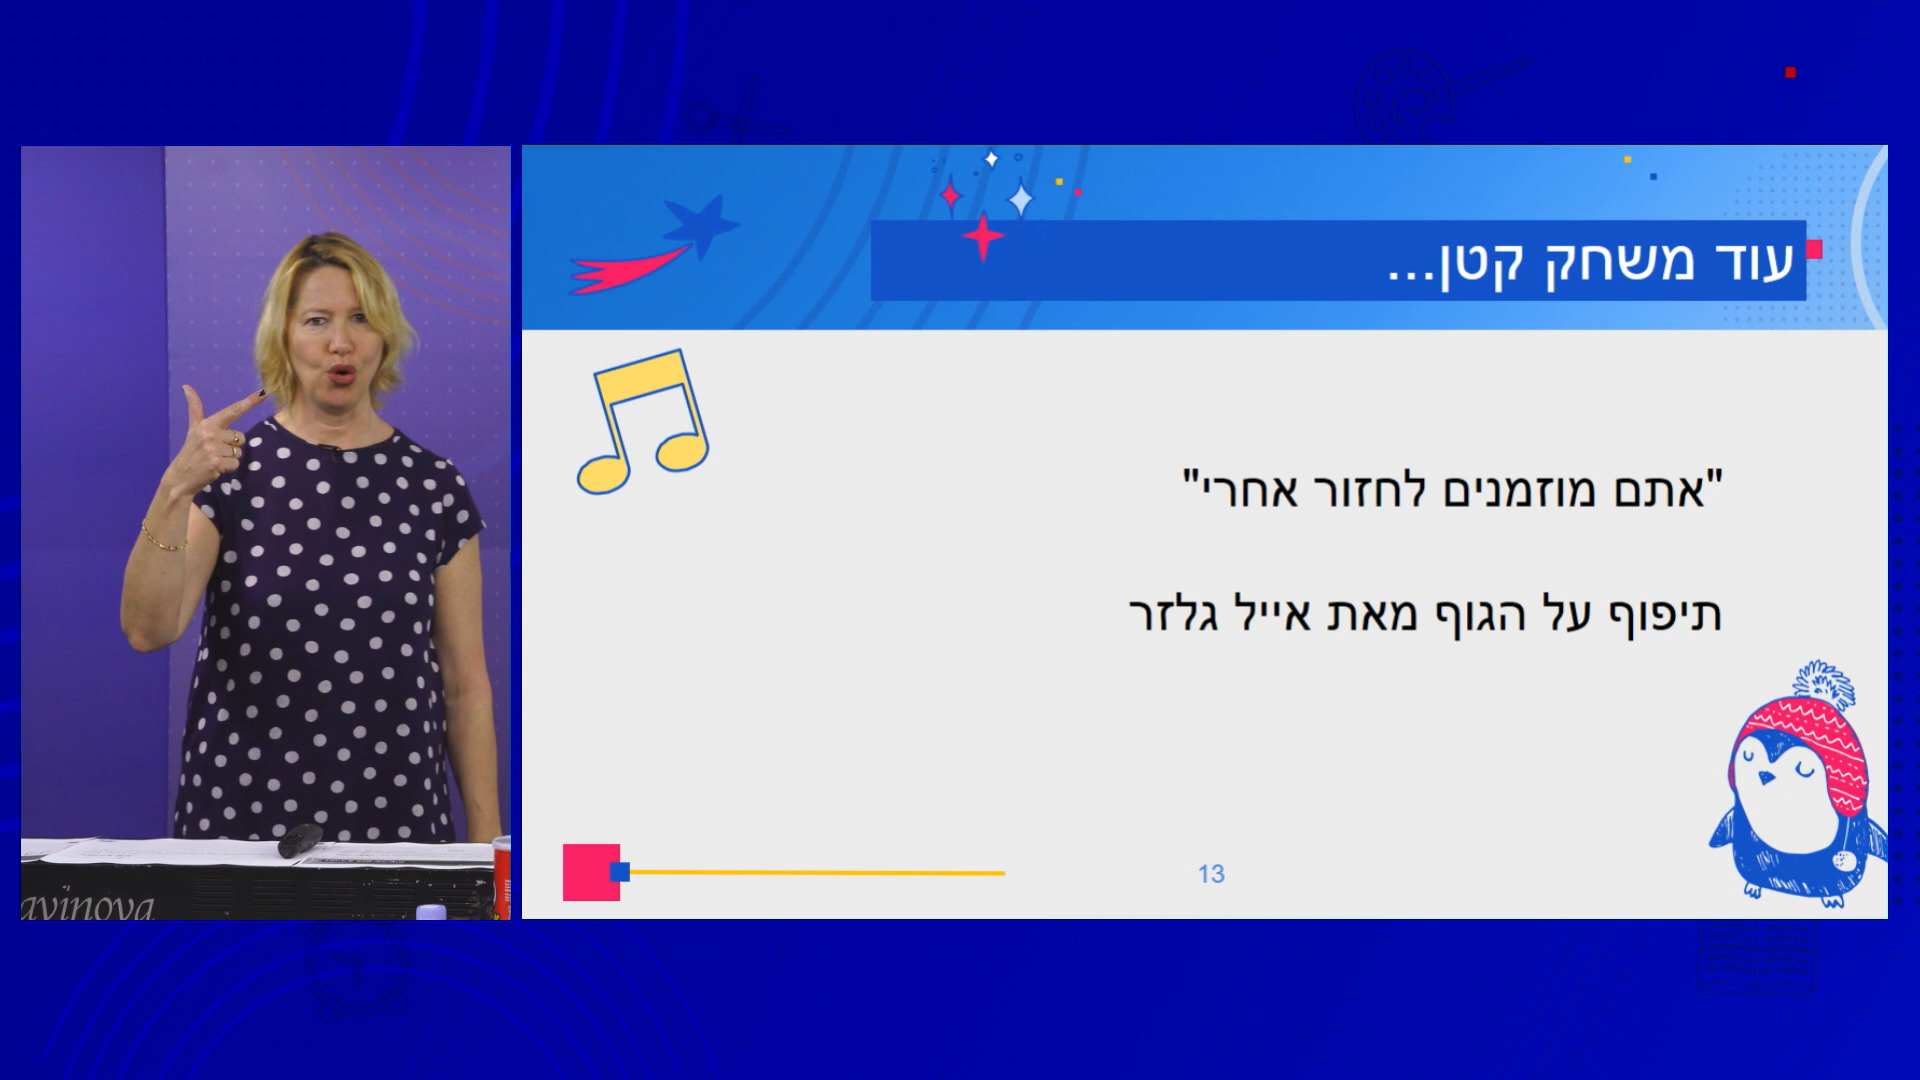 עוד משחק קטן...
"אתם מוזמנים לחזור אחרי"
תיפוף על הגוף מאת אייל גלזר
13
avinova